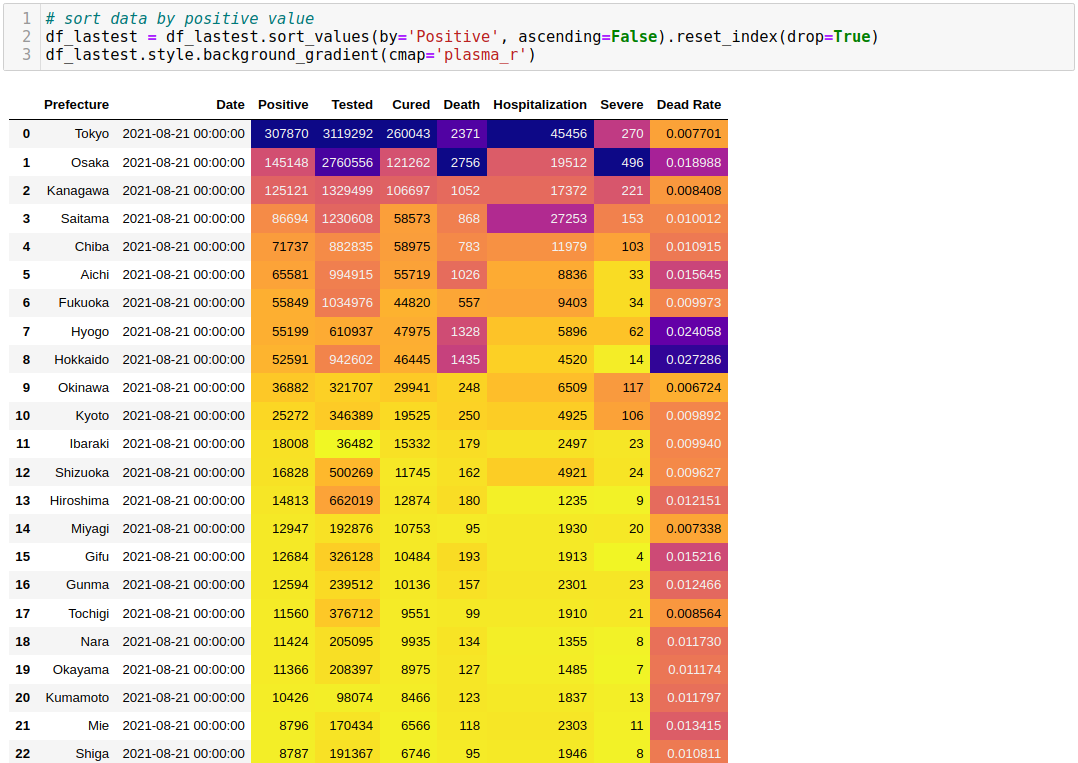 1 # sort data by positive value
2 df_lastest = df_lastest.sort_values(by='Positive', ascending=False).reset_index(drop=True)
3 df_lastest.style.background_gradient(cmap='plasma_r')
Prefecture Date Positive Tested Cured Death Hospitalization Severe Dead Rate
0 Tokyo 2021-08-21 00:00:00 307870 3119292 260043 2371 45456 270 0.007701
1 Osaka 2021-08-21 00:00:00 145148 2760556 121262 2756 19512 496 0.018988
2 Kanagawa 2021-08-21 00:00:00 125121 1329499 106697 1052 17372 221 0.008408
3 Saitama 2021-08-21 00:00:00 86694 1230608 58573 868 27253 153 0.010012
4 Chiba 2021-08-21 00:00:00 71737 882835 58975 783 11979 103 0.010915
5 Aichi 2021-08-21 00:00:00 65581 994915 55719 1026 8836 33 0.015645
6 Fukuoka 2021-08-21 00:00:00 55849 1034976 44820 557 9403 34 0.009973
7 Hyogo 2021-08-21 00:00:00 55199 610937 47975 1328 5896 62 0.024058
8 Hokkaido 2021-08-21 00:00:00 52591 942602 46445 1435 4520 14 0.027286
9 Okinawa 2021-08-21 00:00:00 36882 321707 29941 248 6509 117 0.006724
10 Kyoto 2021-08-21 00:00:00 25272 346389 19525 250 4925 106 0.009892
11 Ibaraki 2021-08-21 00:00:00 18008 36482 15332 179 2497 23 0.009940
12 Shizuoka 2021-08-21 00:00:00 16828 500269 11745 162 4921 24 0.009627
13 Hiroshima 2021-08-21 00:00:00 14813 662019 12874 180 1235 9 0.012151
14 Miyagi 2021-08-21 00:00:00 12947 192876 10753 95 1930 20 0.007338
15 Gifu 2021-08-21 00:00:00 12684 326128 10484 193 1913 4 0.015216
16 Gunma 2021-08-21 00:00:00 12594 239512 10136 157 2301 23 0.012466
17 Tochigi 2021-08-21 00:00:00 11560 376712 9551 99 1910 21 0.008564
18 Nara 2021-08-21 00:00:00 11424 205095 9935 134 1355 8 0.011730
19 Okayama 2021-08-21 00:00:00 11366 208397 8975 127 1485 7 0.011174
20 Kumamoto 2021-08-21 00:00:00 10426 98074 8466 123 1837 13 0.011797
21 Mie 2021-08-21 00:00:00 8796 170434 6566 118 2303 11 0.013415
22 Shiga 2021-08-21 00:00:00 8787 191367 6746 95 1946 8 0.010811